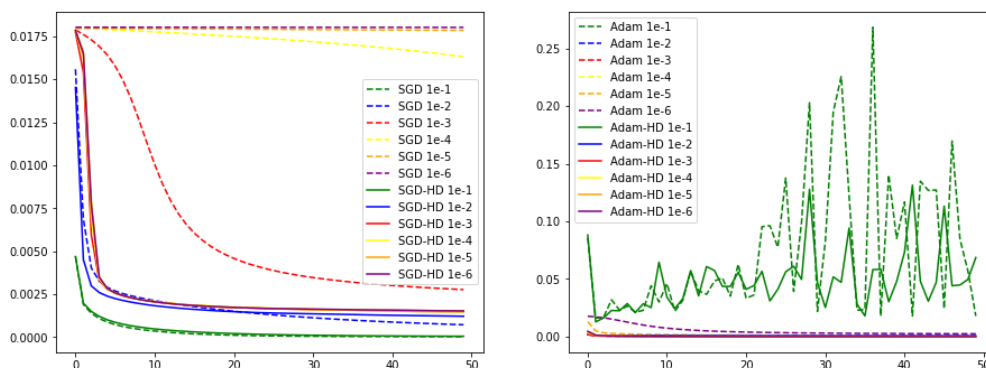 0.0175
0.0150
0.0125
0.0100
0.0075
0.0050
0.0025
0.0000
0
10
20
30
40
50
SGD 1e-1
SGD 1e-2
SGD 1e-3
SGD 1e-4
SGD 1e-5
SGD 1e-6
SGD-HD 1e-1
SGD-HD 1e-2
SGD-HD 1e-3
SGD-HD 1e-4
SGD-HD 1e-5
SGD-HD 1e-6
0.25
0.20
0.15
0.10
0.05
0.00
0
10
20
30
40
50
Adam 1e-1
Adam 1e-2
Adam 1e-3
Adam 1e-4
Adam 1e-5
Adam 1e-6
Adam-HD 1e-1
Adam-HD 1e-2
Adam-HD 1e-3
Adam-HD 1e-4
Adam-HD 1e-5
Adam-HD 1e-6